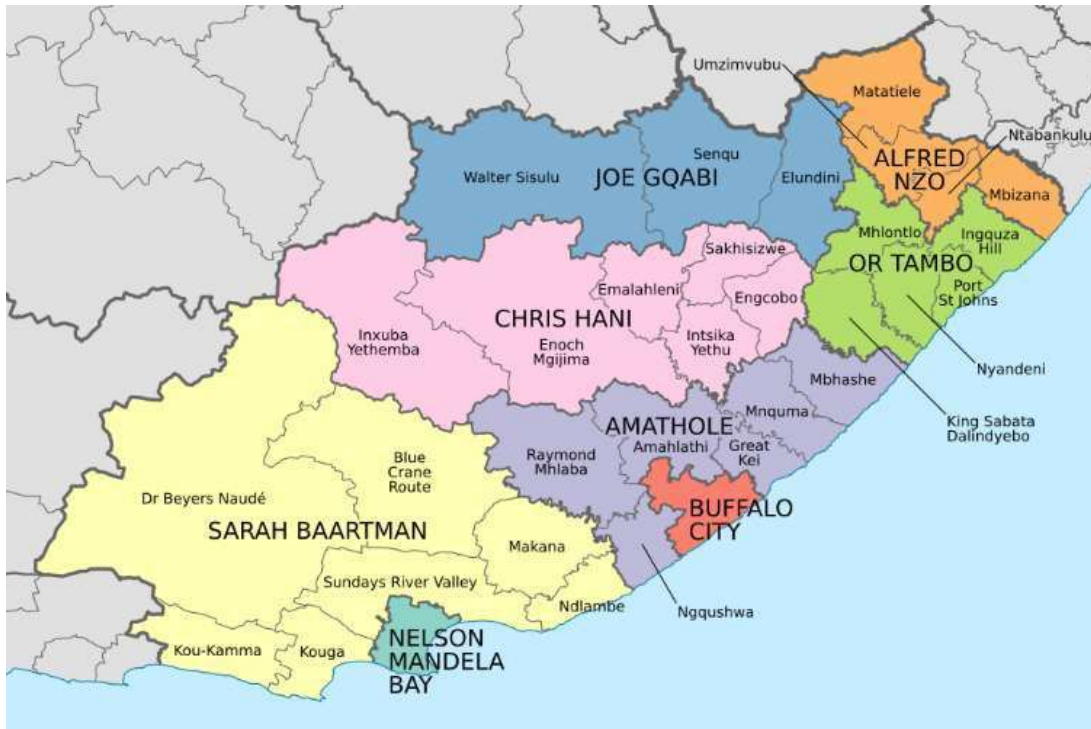 Umzimvubu
Matatiele
Ntabankulu
ALFRED
NZO
Mbizana
Walter Sisulu
Senqu
JOE GQABI
Elundini
Mhlontlo
Ingquza
Hill
OR TAMBO
Port
St Johns
Nyandeni
King Sabata
Dalindyebo
Sakhisizwe
Emalahleni
Engcobo
CHRIS HANI
Inxuba
Yethemba
Enoch
Mgijima
Intsika
Yethu
Mbhashe
Mnquma
AMATHOLE
Amahlathi
Great
Kei
Raymond
Mhlaba
BUFFALO
CITY
Ngqushwa
Blue
Crane
Route
Dr Beyers Naudé
SARAH BAARTMAN
Makana
Sundays River Valley
Ndlambe
Kou-Kamma
Kouga
NELSON
MANDELA
BAY